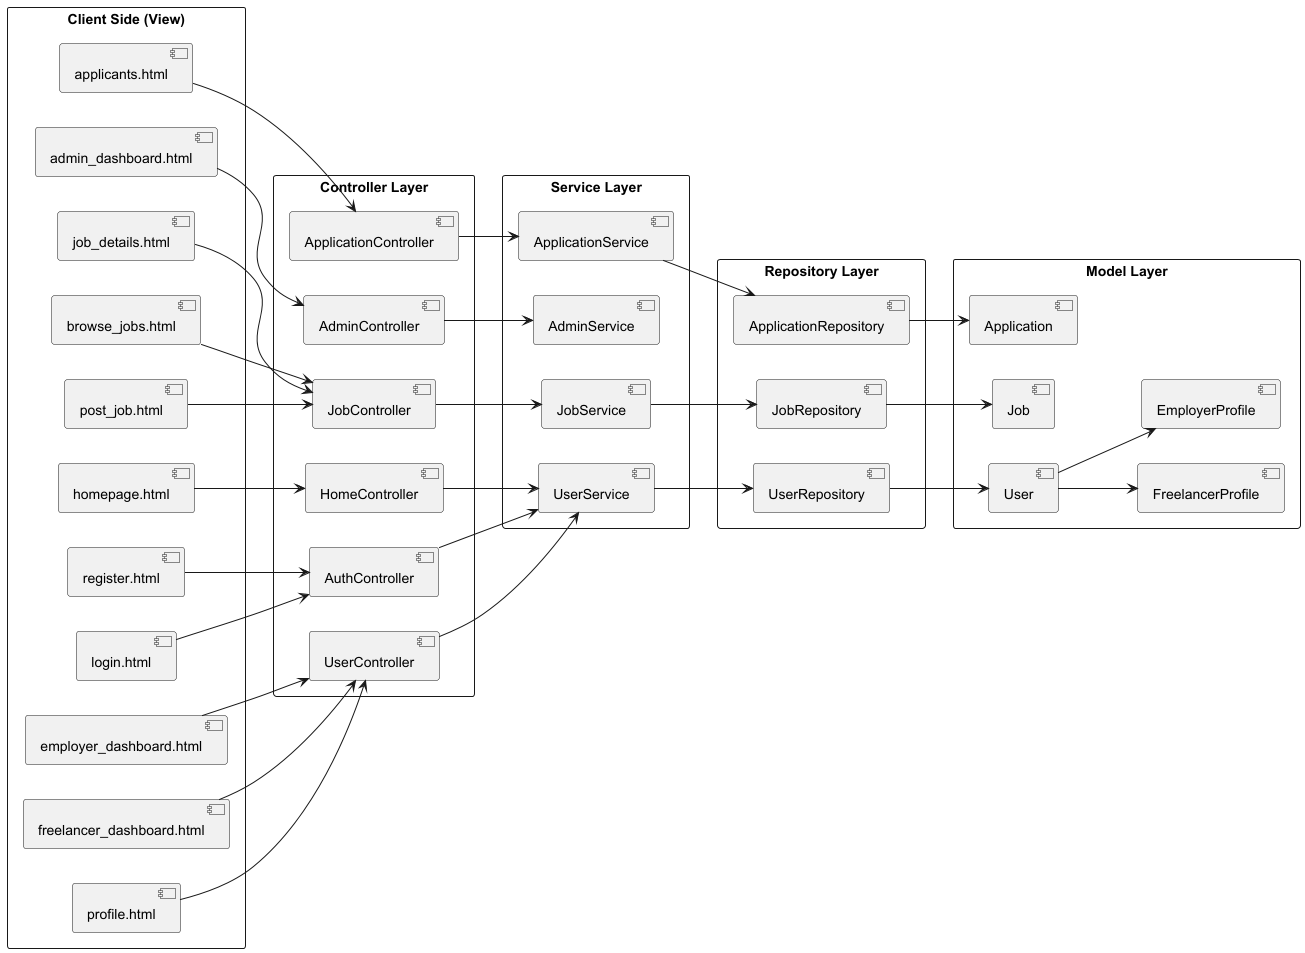 Client Side (View)
applicants.html
admin_dashboard.html
job_details.html
browse_jobs.html
post_job.html
homepage.html
register.html
login.html
employer_dashboard.html
freelancer_dashboard.html
profile.html
Controller Layer
ApplicationController
AdminController
JobController
HomeController
AuthController
UserController
Service Layer
ApplicationService
AdminService
JobService
UserService
Repository Layer
ApplicationRepository
JobRepository
UserRepository
Model Layer
Application
Job
User
EmployerProfile
FreelancerProfile